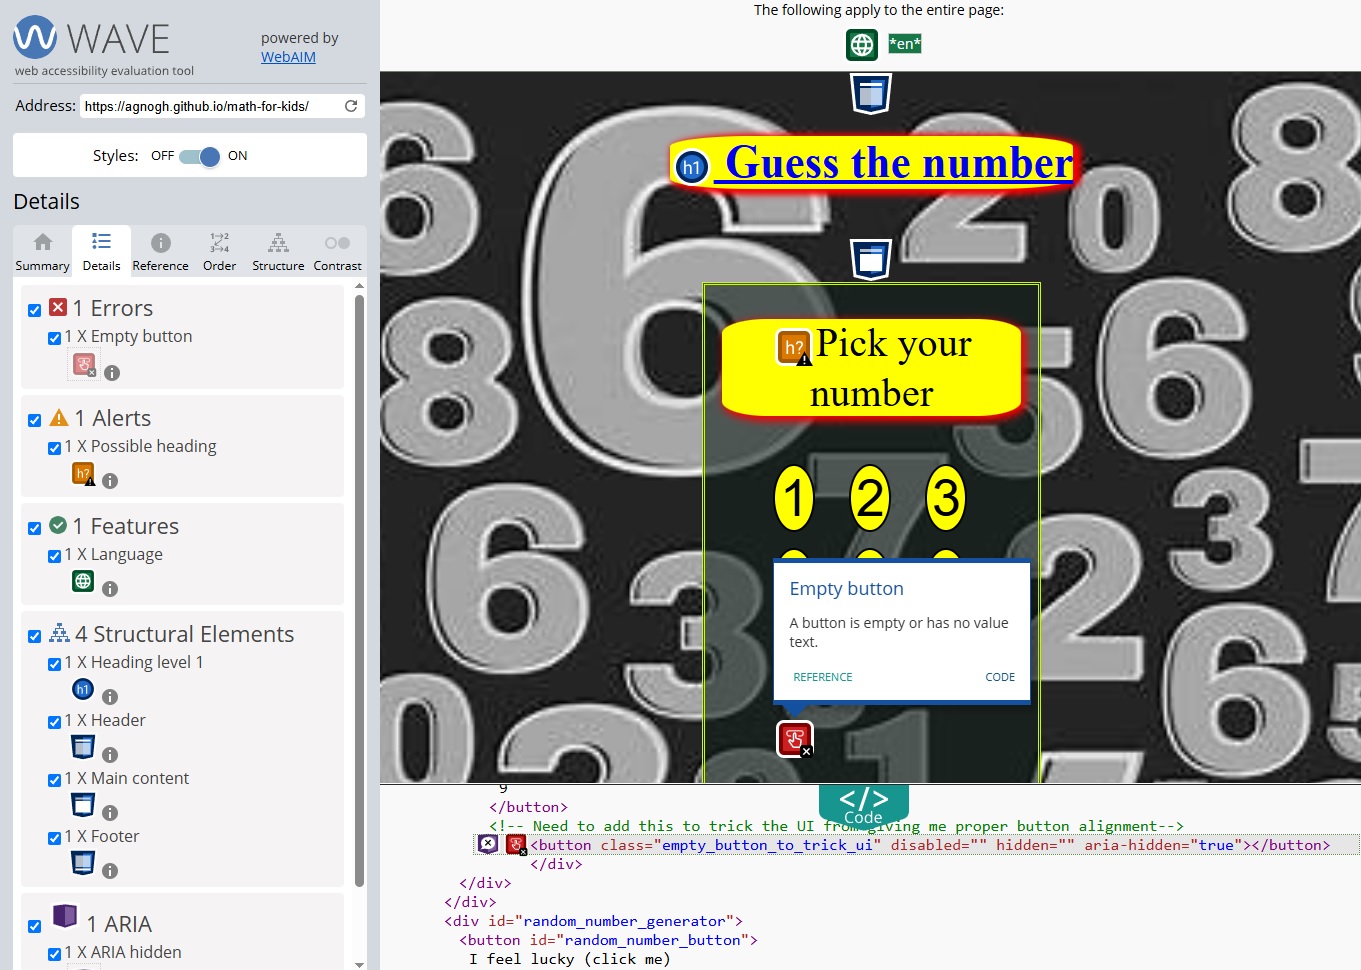 WAVE
web accessibility evaluation tool
powered by
WebAIM
Address: https://agnogh.github.io/math-for-kids/
Styles: OFF ON
Details
Summary Details Reference Order Structure Contrast
1 Errors
1 X Empty button
1 Alerts
1 X Possible heading
h?
1 Features
1 X Language
4 Structural Elements
1 X Heading level 1
h1
1 X Header
1 X Main content
1 X Footer
1 ARIA
1 X ARIA hidden
The following apply to the entire page:
*en*
h1 Guess the number
h? Pick your
number
1 2 3
Empty button
A button is empty or has no value
text.
REFERENCE CODE
</>
Code
9
</button>
<!-- Need to add this to trick the UI from giving me proper button alignment-->
<button class="empty_button_to_trick_ui" disabled="" hidden="" aria-hidden="true"></button>
</div>
</div>
</div>
<div id="random_number_generator">
<button id="random_number_button">
I feel lucky (click me)